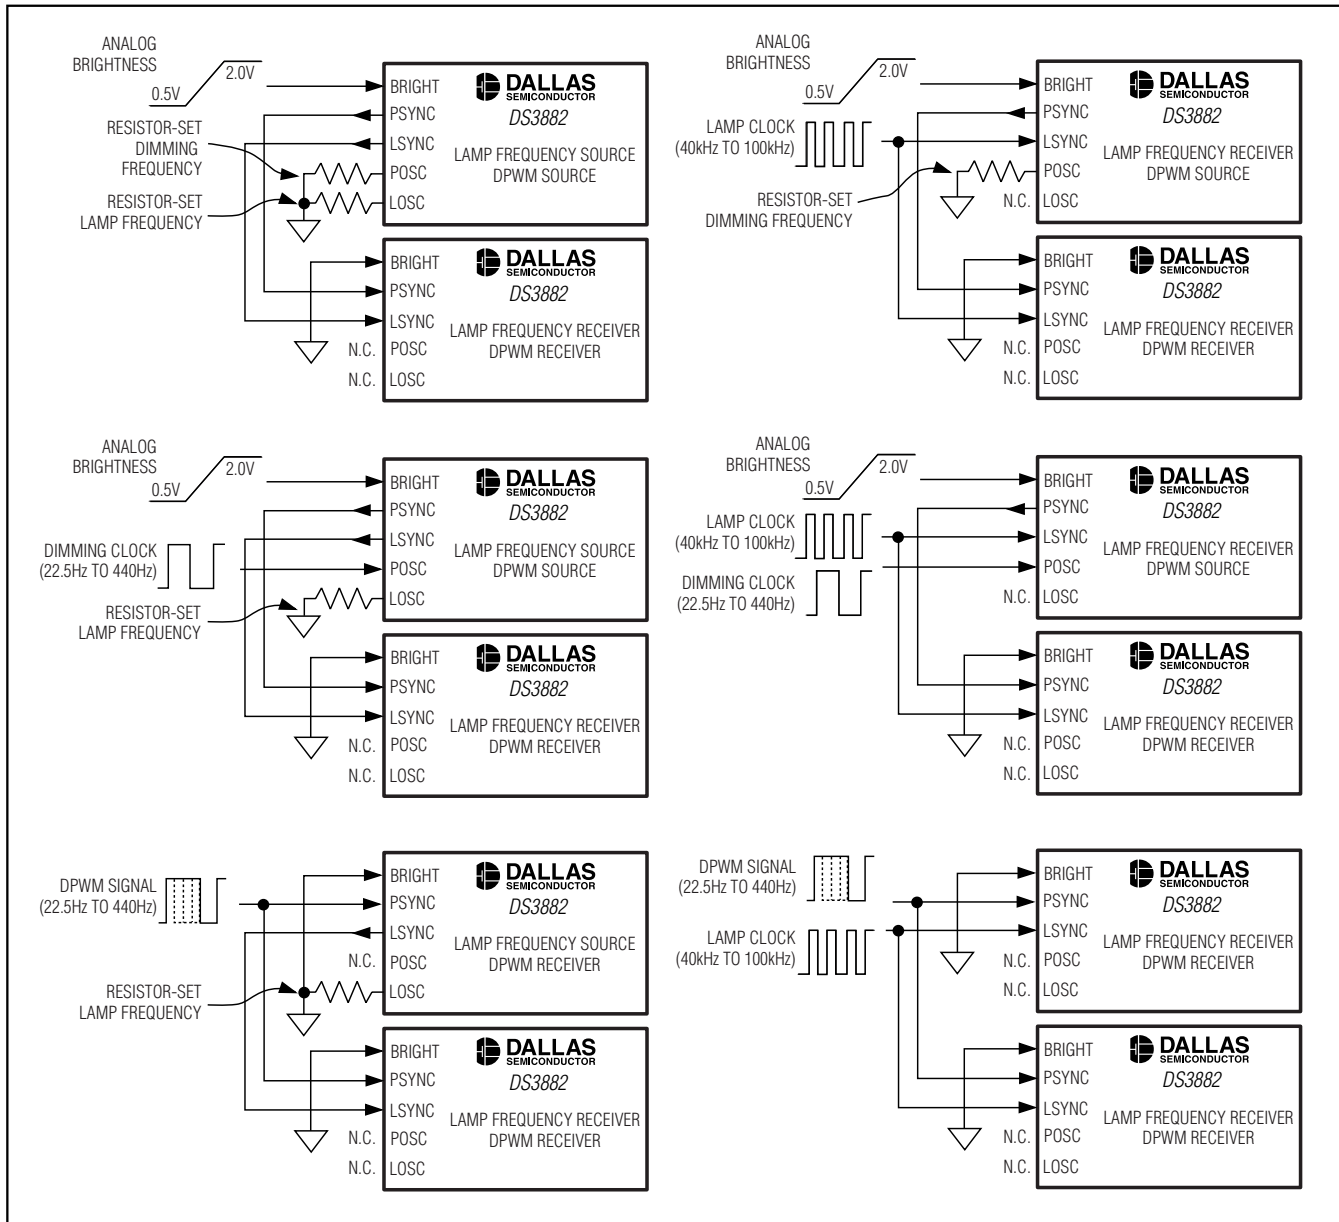 ANALOG
BRIGHTNESS
0.5V
2.0V
RESISTOR-SET
DIMMING
FREQUENCY
RESISTOR-SET
LAMP FREQUENCY
BRIGHT
PSYNC
LSYNC
POSC
LOSC
DALLAS
SEMICONDUCTOR
DS3882
LAMP FREQUENCY SOURCE
DPWM SOURCE
BRIGHT
PSYNC
LSYNC
N.C. POSC
N.C. LOSC
DALLAS
SEMICONDUCTOR
DS3882
LAMP FREQUENCY RECEIVER
DPWM RECEIVER
ANALOG
BRIGHTNESS
0.5V
2.0V
LAMP CLOCK
(40kHz TO 100kHz)
RESISTOR-SET
DIMMING FREQUENCY
BRIGHT
PSYNC
LSYNC
POSC
N.C. LOSC
DALLAS
SEMICONDUCTOR
DS3882
LAMP FREQUENCY RECEIVER
DPWM SOURCE
BRIGHT
PSYNC
LSYNC
N.C. POSC
N.C. LOSC
DALLAS
SEMICONDUCTOR
DS3882
LAMP FREQUENCY RECEIVER
DPWM RECEIVER
ANALOG
BRIGHTNESS
0.5V
2.0V
DIMMING CLOCK
(22.5Hz TO 440Hz)
RESISTOR-SET
LAMP FREQUENCY
BRIGHT
PSYNC
LSYNC
POSC
LOSC
DALLAS
SEMICONDUCTOR
DS3882
LAMP FREQUENCY SOURCE
DPWM SOURCE
BRIGHT
PSYNC
LSYNC
N.C. POSC
N.C. LOSC
DALLAS
SEMICONDUCTOR
DS3882
LAMP FREQUENCY RECEIVER
DPWM RECEIVER
ANALOG
BRIGHTNESS
0.5V
2.0V
LAMP CLOCK
(40kHz TO 100kHz)
DIMMING CLOCK
(22.5Hz TO 440Hz)
BRIGHT
PSYNC
LSYNC
POSC
N.C. LOSC
DALLAS
SEMICONDUCTOR
DS3882
LAMP FREQUENCY RECEIVER
DPWM SOURCE
BRIGHT
PSYNC
LSYNC
N.C. POSC
N.C. LOSC
DALLAS
SEMICONDUCTOR
DS3882
LAMP FREQUENCY RECEIVER
DPWM RECEIVER
DPWM SIGNAL
(22.5Hz TO 440Hz)
RESISTOR-SET
LAMP FREQUENCY
BRIGHT
PSYNC
LSYNC
N.C. POSC
LOSC
DALLAS
SEMICONDUCTOR
DS3882
LAMP FREQUENCY SOURCE
DPWM RECEIVER
BRIGHT
PSYNC
LSYNC
N.C. POSC
N.C. LOSC
DALLAS
SEMICONDUCTOR
DS3882
LAMP FREQUENCY RECEIVER
DPWM RECEIVER
DPWM SIGNAL
(22.5Hz TO 440Hz)
LAMP CLOCK
(40kHz TO 100kHz)
BRIGHT
PSYNC
LSYNC
N.C. POSC
N.C. LOSC
DALLAS
SEMICONDUCTOR
DS3882
LAMP FREQUENCY RECEIVER
DPWM RECEIVER
BRIGHT
PSYNC
LSYNC
N.C. POSC
N.C. LOSC
DALLAS
SEMICONDUCTOR
DS3882
LAMP FREQUENCY RECEIVER
DPWM RECEIVER